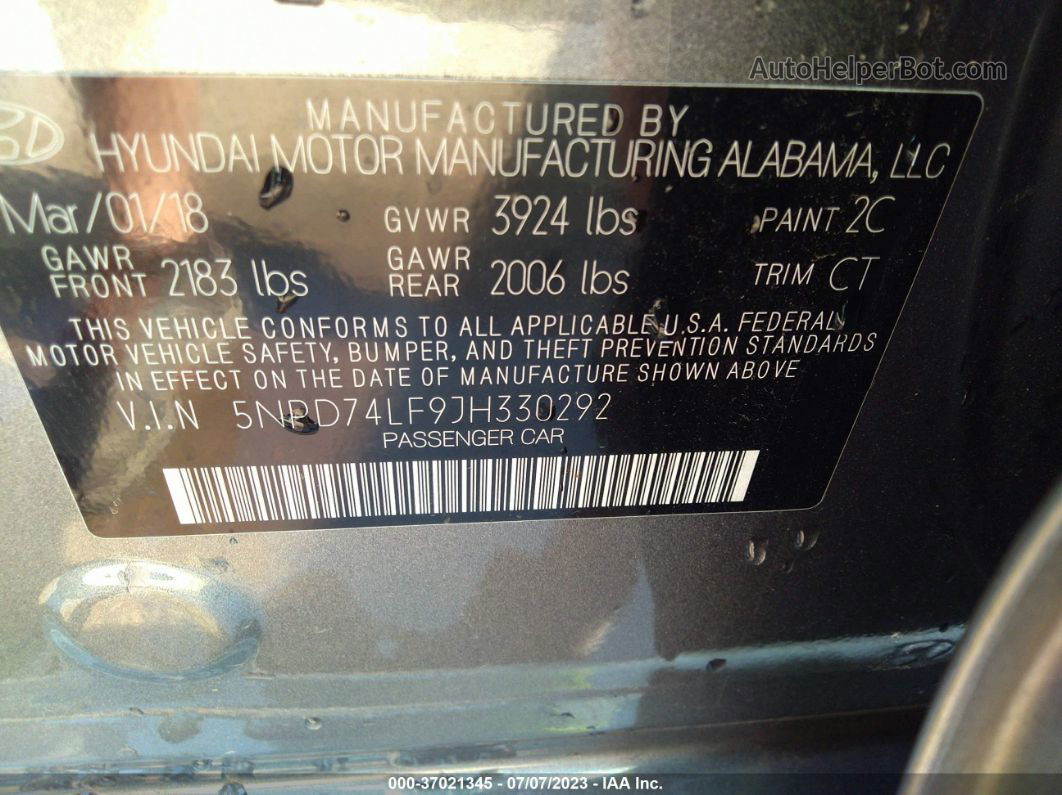 AutoHelperBot.com
MANUFACTURED BY
HYUNDAI MOTOR MANUFACTURING ALABAMA, LLC
Mar/01/18 GVWR 3924 lbs PAINT 2C
GAWR FRONT 2183 lbs GAWR REAR 2006 lbs TRIM CT
THIS VEHICLE CONFORMS TO ALL APPLICABLE U.S.A. FEDERAL
MOTOR VEHICLE SAFETY, BUMPER, AND THEFT PREVENTION STANDARDS
IN EFFECT ON THE DATE OF MANUFACTURE SHOWN ABOVE
V.I.N 5NPD74LF9JH330292
PASSENGER CAR
000-37021345 - 07/07/2023 - IAA Inc.